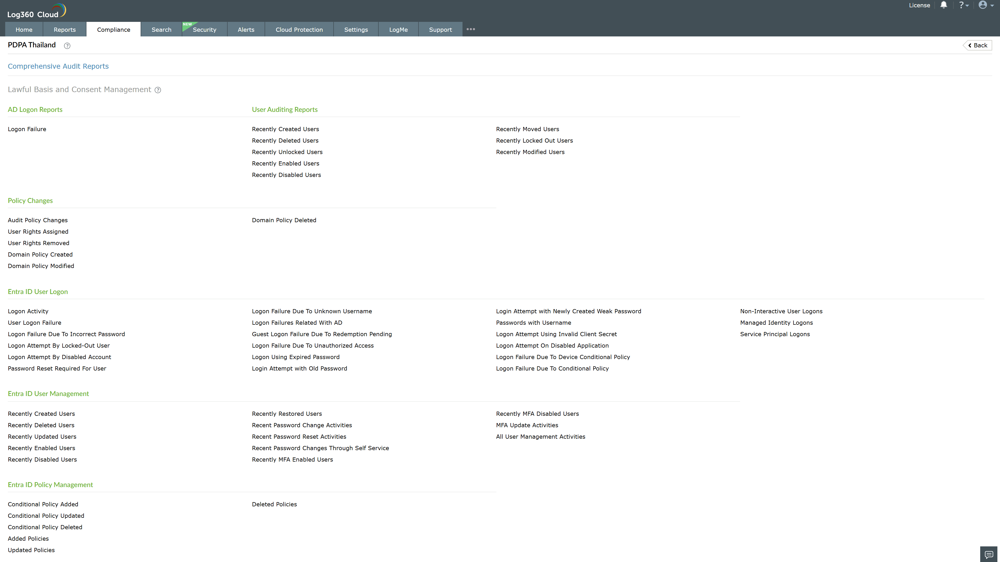 Log360 Cloud
License
?
Home Reports Compliance Search NEW Security Alerts Cloud Protection Settings LogMe Support
PDPA Thailand ?
Back
Comprehensive Audit Reports
Lawful Basis and Consent Management ?
AD Logon Reports
Logon Failure
User Auditing Reports
Recently Created Users
Recently Deleted Users
Recently Unlocked Users
Recently Enabled Users
Recently Disabled Users
Recently Moved Users
Recently Locked Out Users
Recently Modified Users
Policy Changes
Audit Policy Changes
User Rights Assigned
User Rights Removed
Domain Policy Created
Domain Policy Modified
Domain Policy Deleted
Entra ID User Logon
Logon Activity
User Logon Failure
Logon Failure Due To Incorrect Password
Logon Attempt By Locked-Out User
Logon Attempt By Disabled Account
Password Reset Required For User
Logon Failure Due To Unknown Username
Logon Failures Related With AD
Guest Logon Failure Due To Redemption Pending
Logon Failure Due To Unauthorized Access
Logon Using Expired Password
Login Attempt with Old Password
Login Attempt with Newly Created Weak Password
Passwords with Username
Logon Attempt Using Invalid Client Secret
Logon Attempt On Disabled Application
Logon Failure Due To Device Conditional Policy
Logon Failure Due To Conditional Policy
Non-Interactive User Logons
Managed Identity Logons
Service Principal Logons
Entra ID User Management
Recently Created Users
Recently Deleted Users
Recently Updated Users
Recently Enabled Users
Recently Disabled Users
Recently Restored Users
Recent Password Change Activities
Recent Password Reset Activities
Recent Password Changes Through Self Service
Recently MFA Enabled Users
Recently MFA Disabled Users
MFA Update Activities
All User Management Activities
Entra ID Policy Management
Conditional Policy Added
Conditional Policy Updated
Conditional Policy Deleted
Added Policies
Updated Policies
Deleted Policies